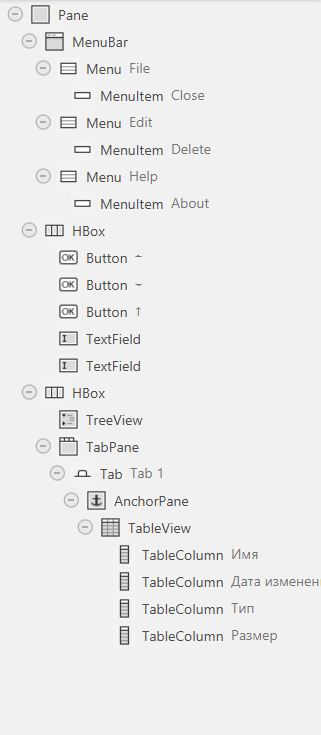 Pane
MenuBar
Menu File
MenuItem Close
Menu Edit
MenuItem Delete
Menu Help
MenuItem About
HBox
OK Button
OK Button
OK Button ↑
TextField
TextField
HBox
TreeView
TabPane
Tab Tab 1
AnchorPane
TableView
TableColumn Имя
TableColumn Дата изменен
TableColumn Тип
TableColumn Размер